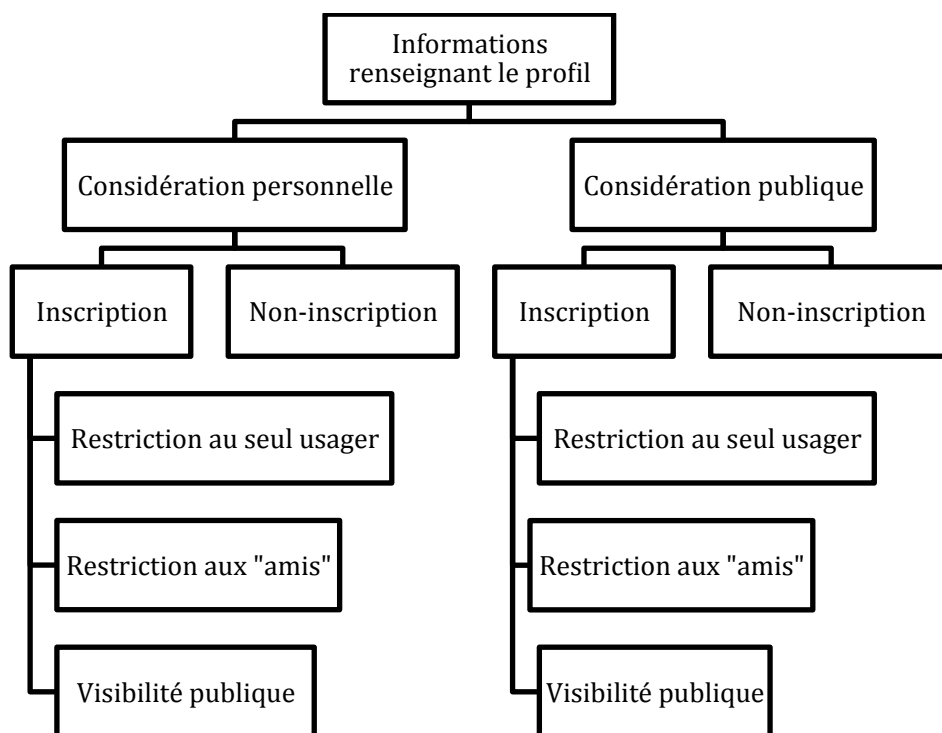 Informations
renseignant le profil
Considération personnelle
Considération publique
Inscription
Non-inscription
Inscription
Non-inscription
Restriction au seul usager
Restriction au seul usager
Restriction aux "amis"
Restriction aux "amis"
Visibilité publique
Visibilité publique